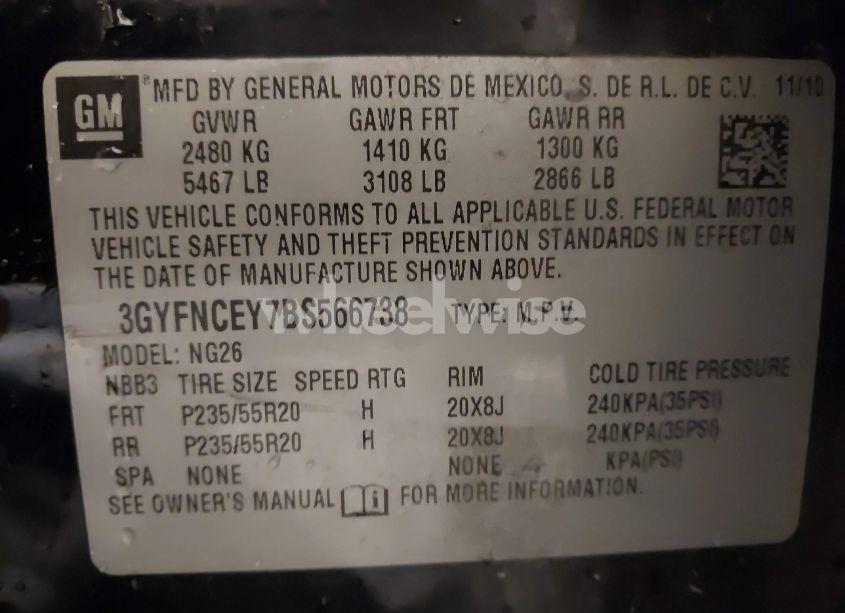 GM
®MFD BY GENERAL MOTORS DE MEXICO, S. DE R.L. DE C.V. 11/10
GVWR GAWR FRT GAWR RR
2480 KG 1410 KG 1300 KG
5467 LB 3108 LB 2866 LB
THIS VEHICLE CONFORMS TO ALL APPLICABLE U.S. FEDERAL MOTOR
VEHICLE SAFETY AND THEFT PREVENTION STANDARDS IN EFFECT ON
THE DATE OF MANUFACTURE SHOWN ABOVE.
3GYFNCEY7BS566738 TYPE: M.P.V.
wheelwise
MODEL: NG26
NBB3 TIRE SIZE SPEED RTG RIM COLD TIRE PRESSURE
FRT P235/55R20 H 20X8J 240KPA(35PSI)
RR P235/55R20 H 20X8J 240KPA(35PSI)
SPA NONE NONE KPA(PSI)
SEE OWNER'S MANUAL i FOR MORE INFORMATION.